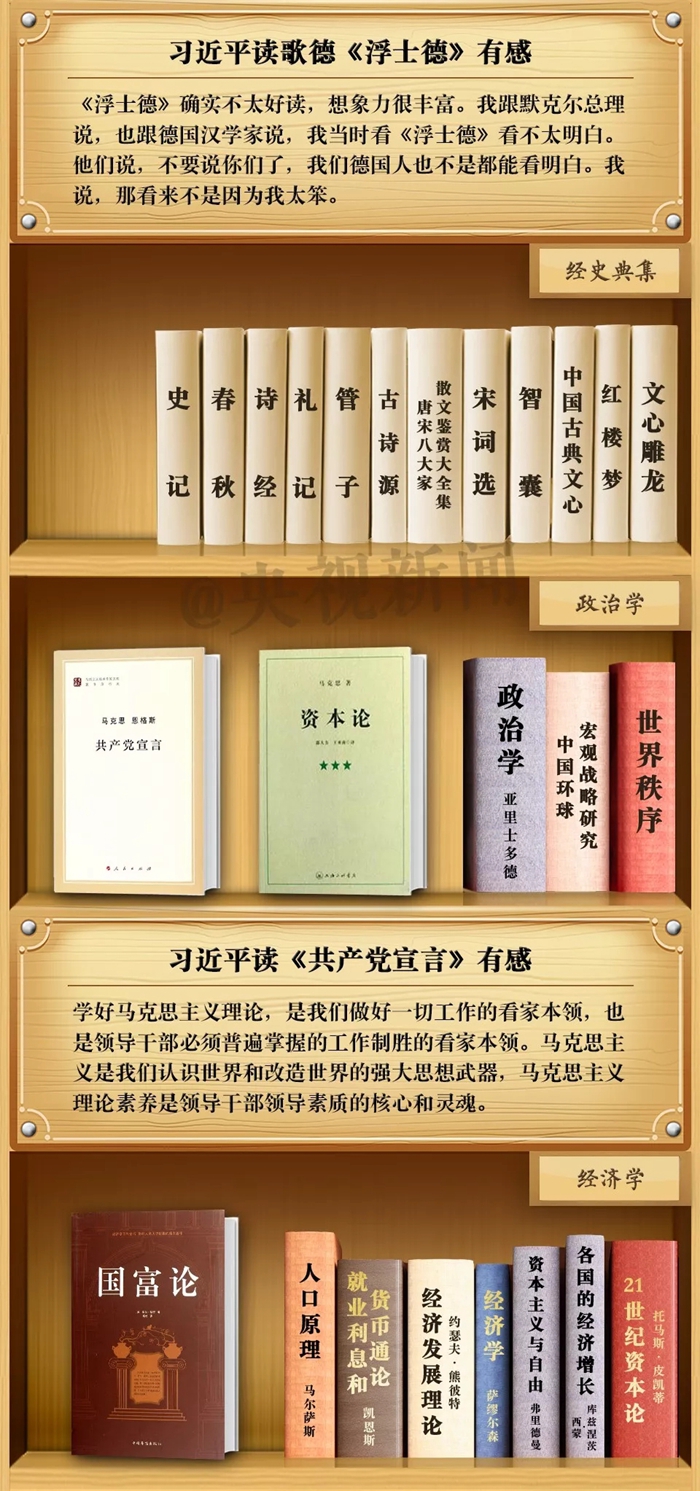 习近平读歌德《浮士德》有感
《浮士德》确实不太好读，想象力很丰富。我跟默克尔总理
说，也跟德国汉学家说，我当时看《浮士德》看不太明白。
他们说，不要说你们了，我们德国人也不是都能看明白。我
说，那看来不是因为我太笨。
经史典集
史记
春秋
诗经
礼记
管子
古诗源
唐宋八大家
散文鉴赏大全集
宋词选
智囊
中国古典文心
红楼梦
文心雕龙
@央视新闻
政治学
马克思 恩格斯
共产党宣言
人民出版社
马克思 著
资本论
政治学
亚里士多德
中国环球
宏观战略研究
世界秩序
习近平读《共产党宣言》有感
学好马克思主义理论，是我们做好一切工作的看家本领，也
是领导干部必须普遍掌握的工作制胜的看家本领。马克思主
义是我们认识世界和改造世界的强大思想武器，马克思主义
理论素养是领导干部领导素质的核心和灵魂。
经济学
国富论
人口原理
马尔萨斯
就业利息和
货币通论
凯恩斯
经济发展理论
约瑟夫·熊彼特
经济学
萨缪尔森
资本主义与自由
弗里德曼
各国的经济增长
西蒙·
库兹涅茨
21世纪资本论
托马斯·皮凯蒂